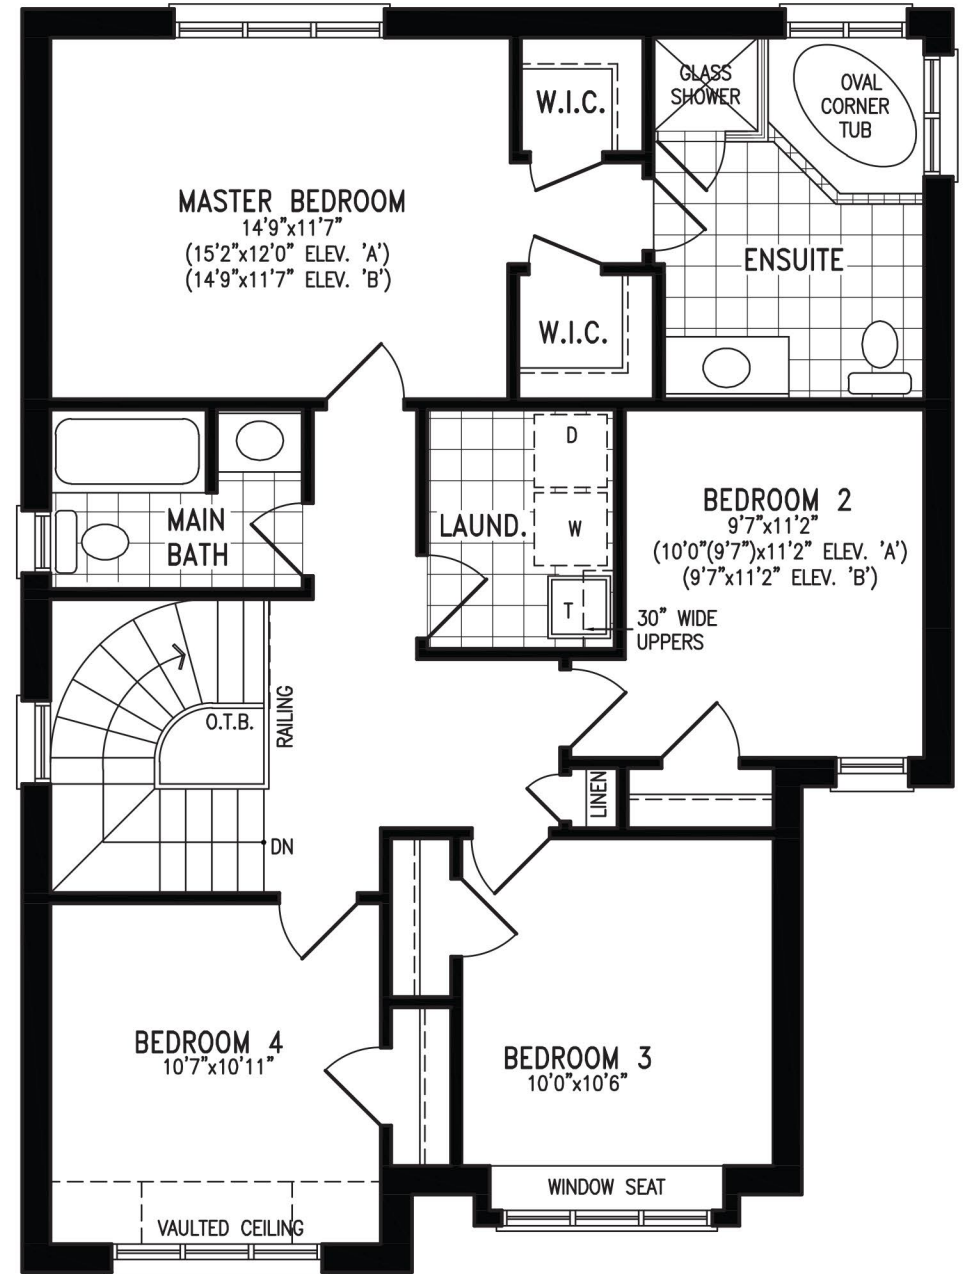 W.I.C.
GLASS
SHOWER
OVAL
CORNER
TUB
MASTER BEDROOM
14'9"x11'7"
(15'2"x12'0" ELEV. 'A')
(14'9"x11'7" ELEV. 'B')
ENSUITE
W.I.C.
D
MAIN
BATH
LAUND.
W
BEDROOM 2
9'7"x11'2"
(10'0"(9'7")x11'2" ELEV. 'A')
(9'7"x11'2" ELEV. 'B')
T
30" WIDE
UPPERS
O.T.B.
RAILING
LINEN
DN
BEDROOM 4
10'7"x10'11"
BEDROOM 3
10'0"x10'6"
WINDOW SEAT
VAULTED CEILING